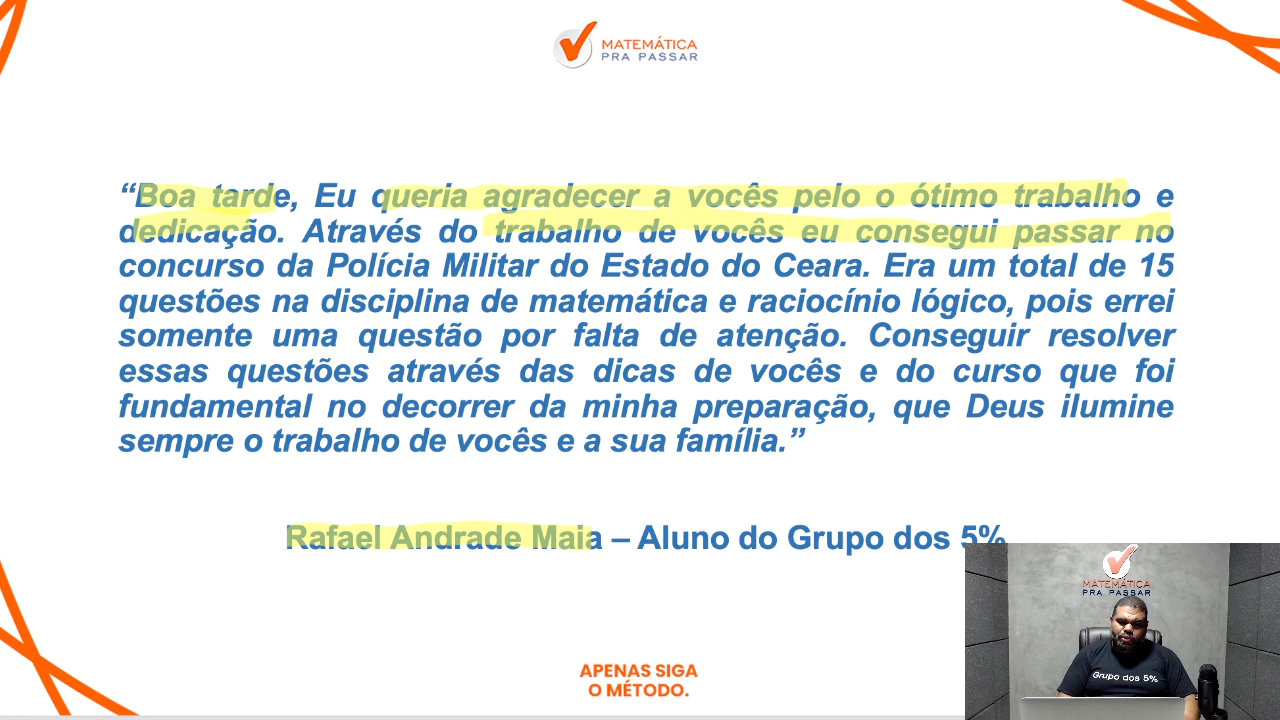 MATEMÁTICA
PRA PASSAR
“Boa tarde, Eu queria agradecer a vocês pelo o ótimo trabalho e
dedicação. Através do trabalho de vocês eu consegui passar no
concurso da Polícia Militar do Estado do Ceara. Era um total de 15
questões na disciplina de matemática e raciocínio lógico, pois errei
somente uma questão por falta de atenção. Conseguir resolver
essas questões através das dicas de vocês e do curso que foi
fundamental no decorrer da minha preparação, que Deus ilumine
sempre o trabalho de vocês e a sua família.”
Rafael Andrade Maia – Aluno do Grupo dos 5%
MATEMÁTICA
PRA PASSAR
Grupo dos 5%
APENAS SIGA
O MÉTODO.